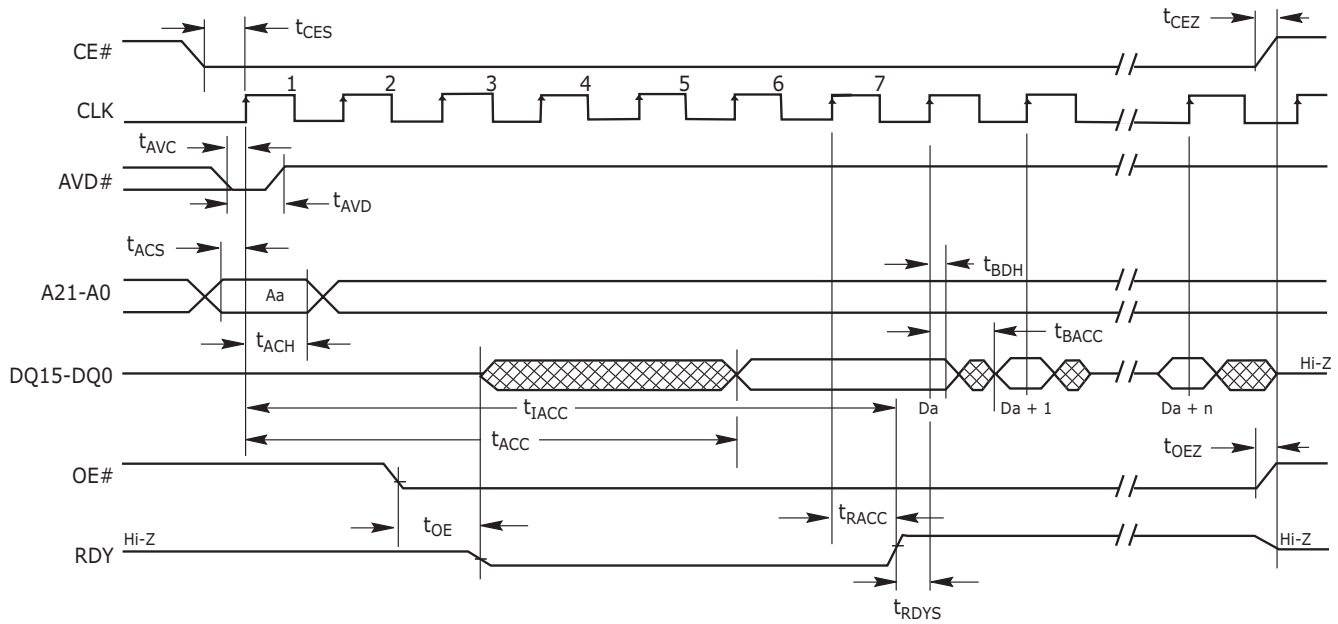 t_CES
t_CEZ
CE#
1 2 3 4 5 6 7
CLK
t_AVC
AVD#
t_AVD
t_ACS
t_BDH
A21-A0
Aa
t_ACH
t_BACC
DQ15-DQ0
Hi-Z
t_IACC
Da
Da + 1
Da + n
t_ACC
t_OEZ
OE#
t_OE
t_RACC
Hi-Z
Hi-Z
RDY
t_RDYS